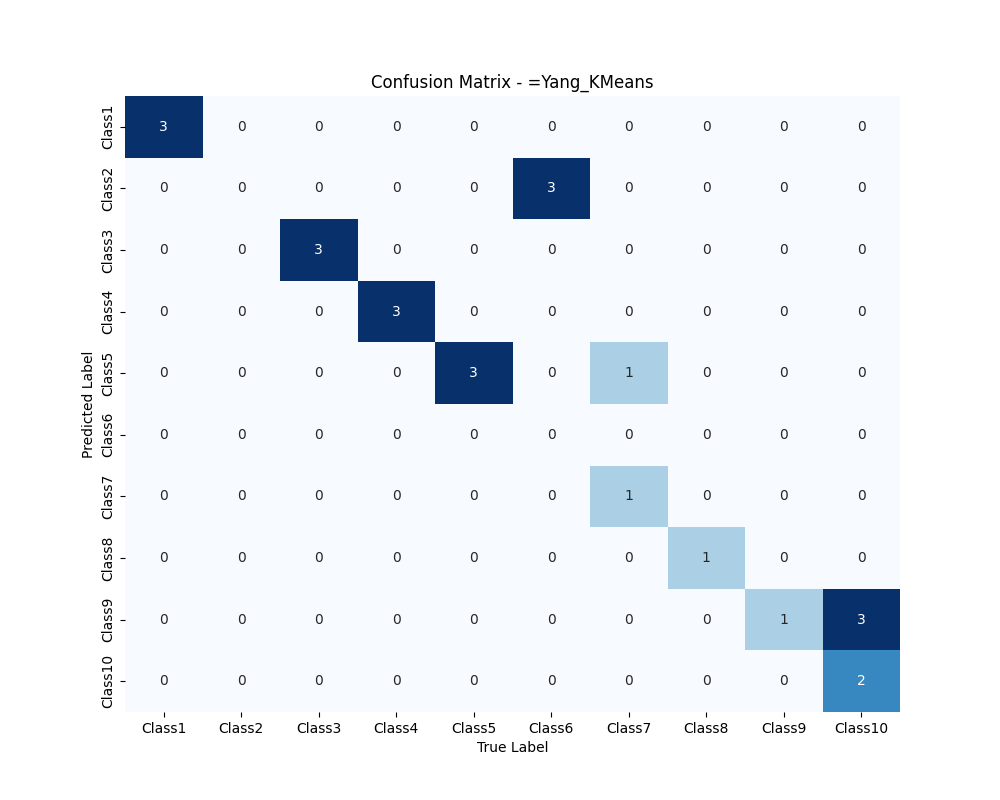 Confusion Matrix - =Yang_KMeans
Class1 3 0 0 0 0 0 0 0 0 0
Class2 0 0 0 0 0 3 0 0 0 0
Class3 0 0 3 0 0 0 0 0 0 0
Class4 0 0 0 3 0 0 0 0 0 0
Class5 0 0 0 0 3 0 1 0 0 0
Class6 0 0 0 0 0 0 0 0 0 0
Class7 0 0 0 0 0 0 1 0 0 0
Class8 0 0 0 0 0 0 0 1 0 0
Class9 0 0 0 0 0 0 0 0 1 3
Class10 0 0 0 0 0 0 0 0 0 2
Predicted Label
Class1 Class2 Class3 Class4 Class5 Class6 Class7 Class8 Class9 Class10
True Label